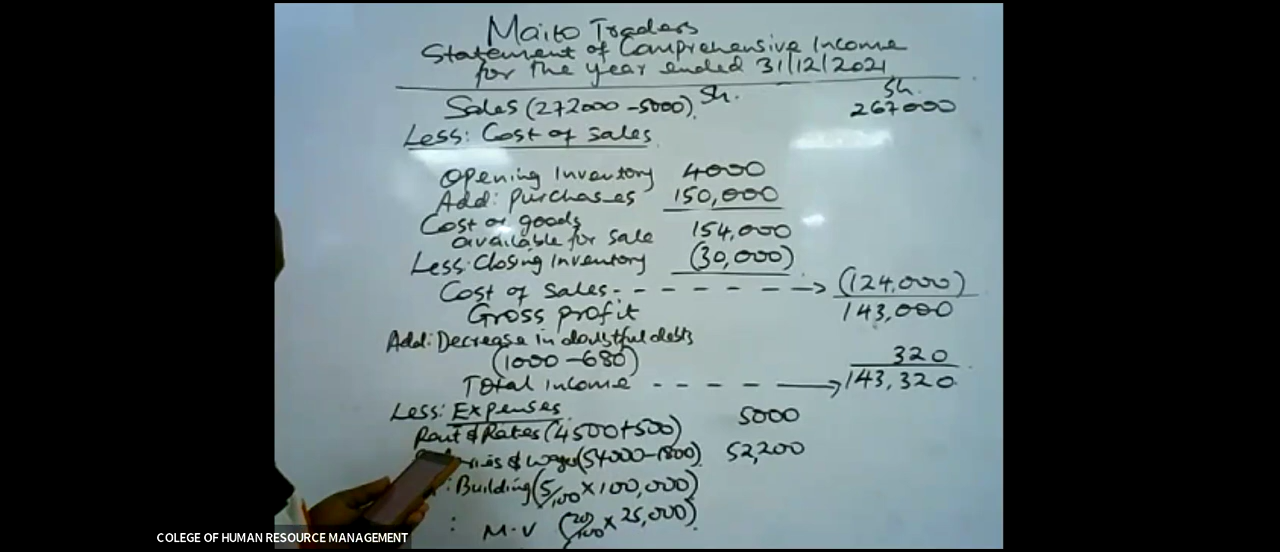 Maito Traders
Statement of Comprehensive Income
for the year ended 31/12/2021
Sh. Sh.
Sales (272000 - 5000) 267000
Less: Cost of sales
Opening Inventory 4000
Add: purchases 150,000
Cost of goods
available for sale 154,000
Less: Closing Inventory (30,000)
Cost of Sales (124,000)
Gross profit 143,000
Add: Decrease in doubtful debts
(1000 - 680) 320
Total income 143,320
Less: Expenses
Rent & Rates (4500 + 500) 5000
& wages (54000 - 1800) 52,200
: Building (5/100 x 100,000)
: M.V (20/100 x 25,000)
COLEGE OF HUMAN RESOURCE MANAGEMENT